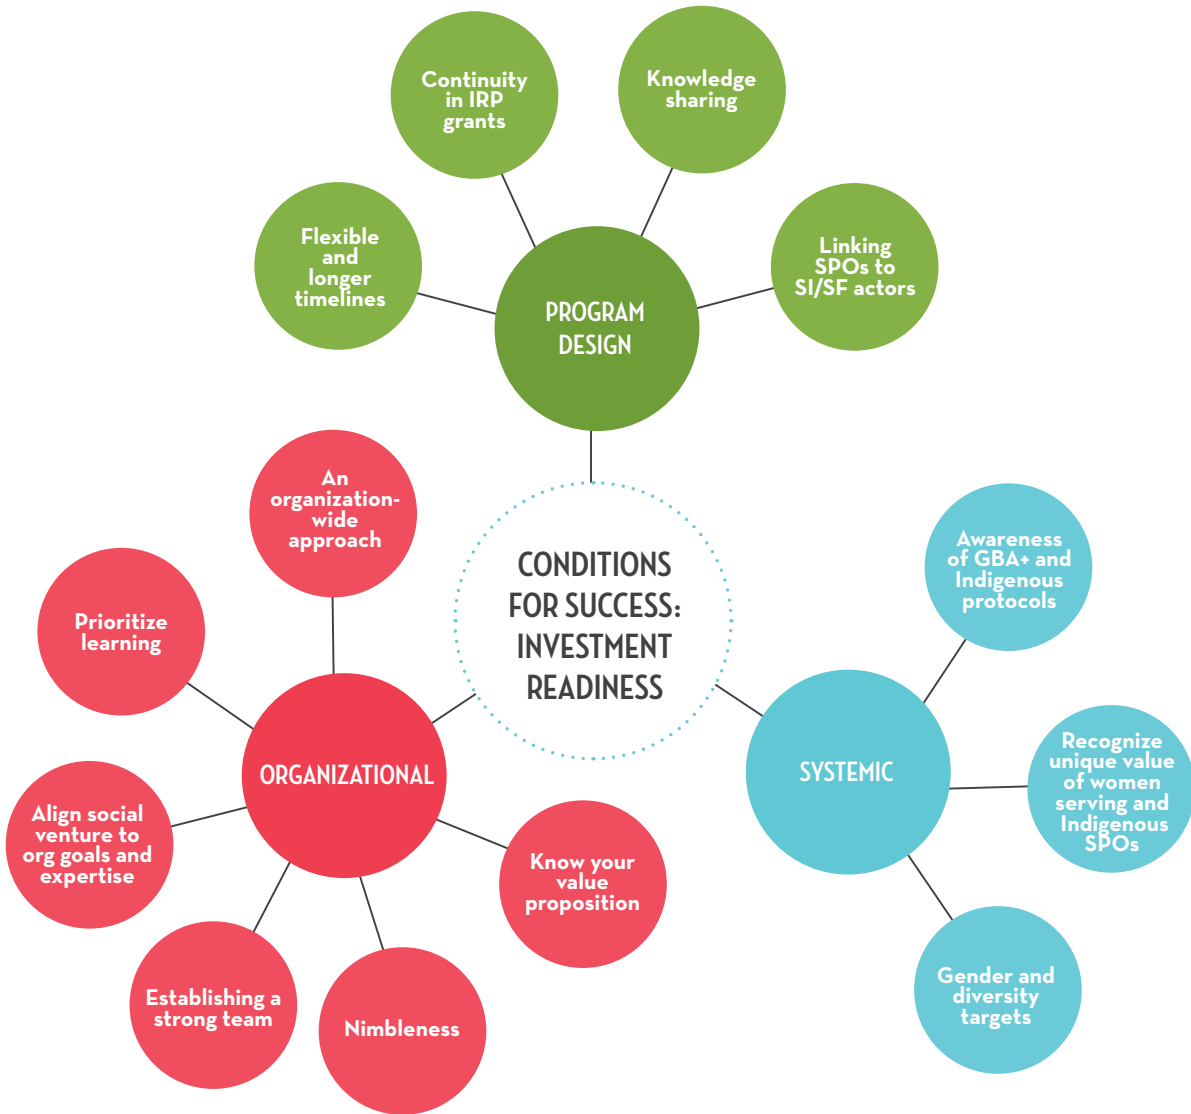 Continuity
in IRP
grants
Knowledge
sharing
Flexible
and
longer
timelines
Linking
SPOs to
SI/SF actors
PROGRAM
DESIGN
An
organization-
wide
approach
CONDITIONS
FOR SUCCESS:
INVESTMENT
READINESS
Awareness
of GBA+ and
Indigenous
protocols
Prioritize
learning
ORGANIZATIONAL
SYSTEMIC
Recognize
unique value
of women
serving and
Indigenous
SPOs
Align social
venture to
org goals and
expertise
Know your
value
proposition
Establishing a
strong team
Nimbleness
Gender and
diversity
targets